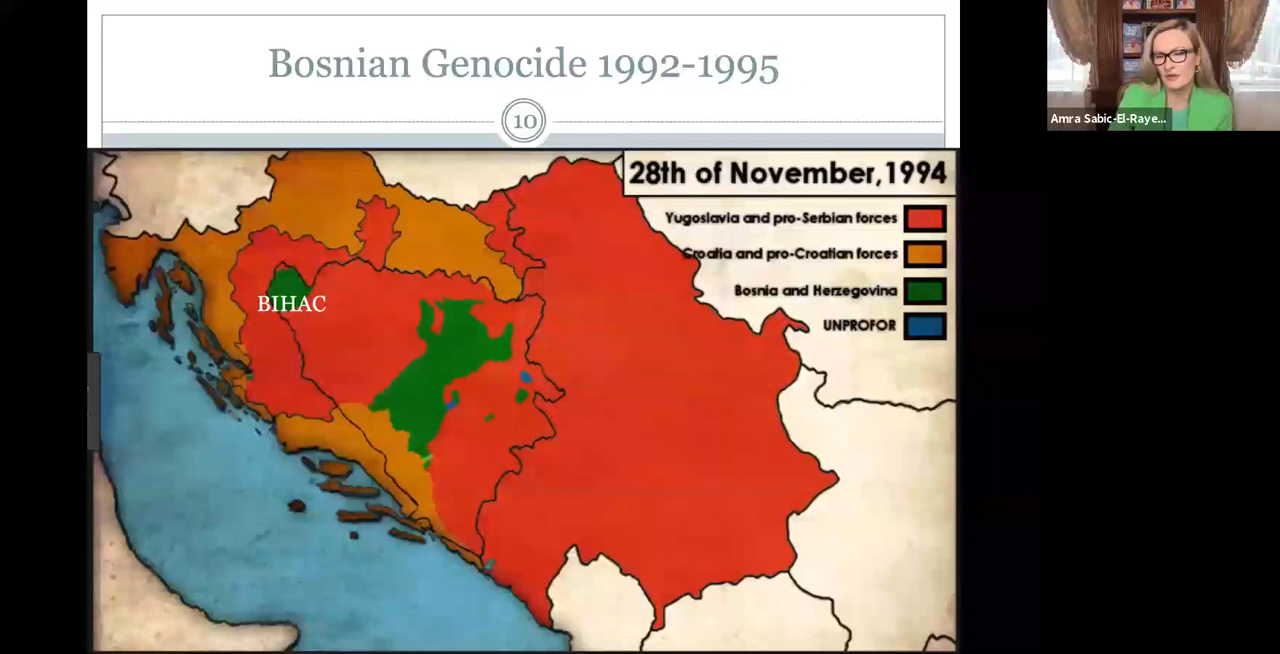 Bosnian Genocide 1992-1995
10
28th of November,1994
Yugoslavia and pro-Serbian forces
Croatia and pro-Croatian forces
Bosnia and Herzegovina
UNPROFOR
BIHAC
Amra Sabic-El-Raye...